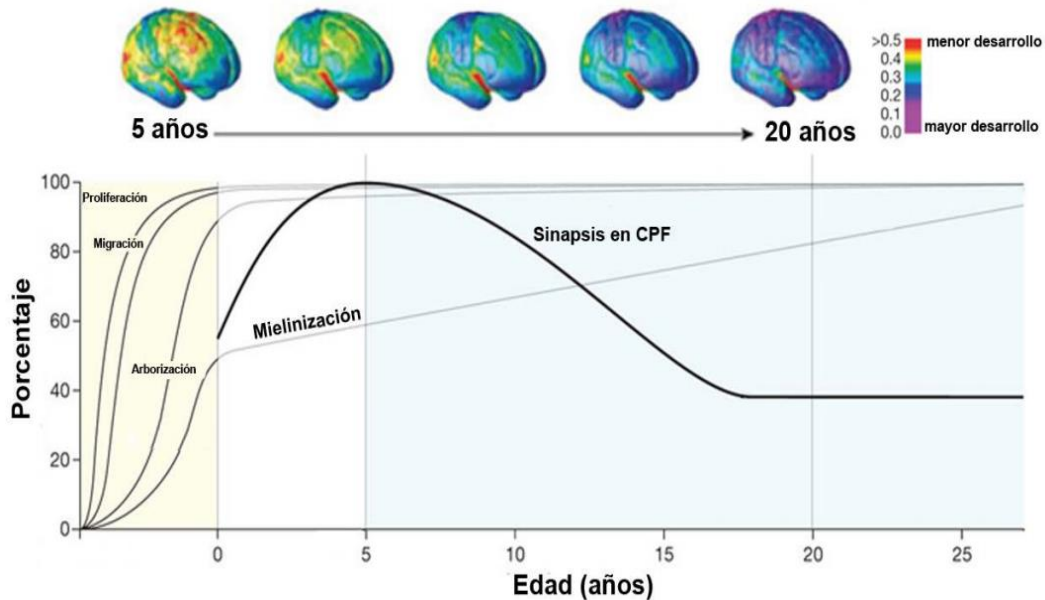 >0.5 menor desarrollo
0.4
0.3
0.2
0.1
0.0 mayor desarrollo
5 años
20 años
100
80
60
40
20
0
Porcentaje
Proliferación
Migración
Arborización
Mielinización
Sinapsis en CPF
0 5 10 15 20 25
Edad (años)